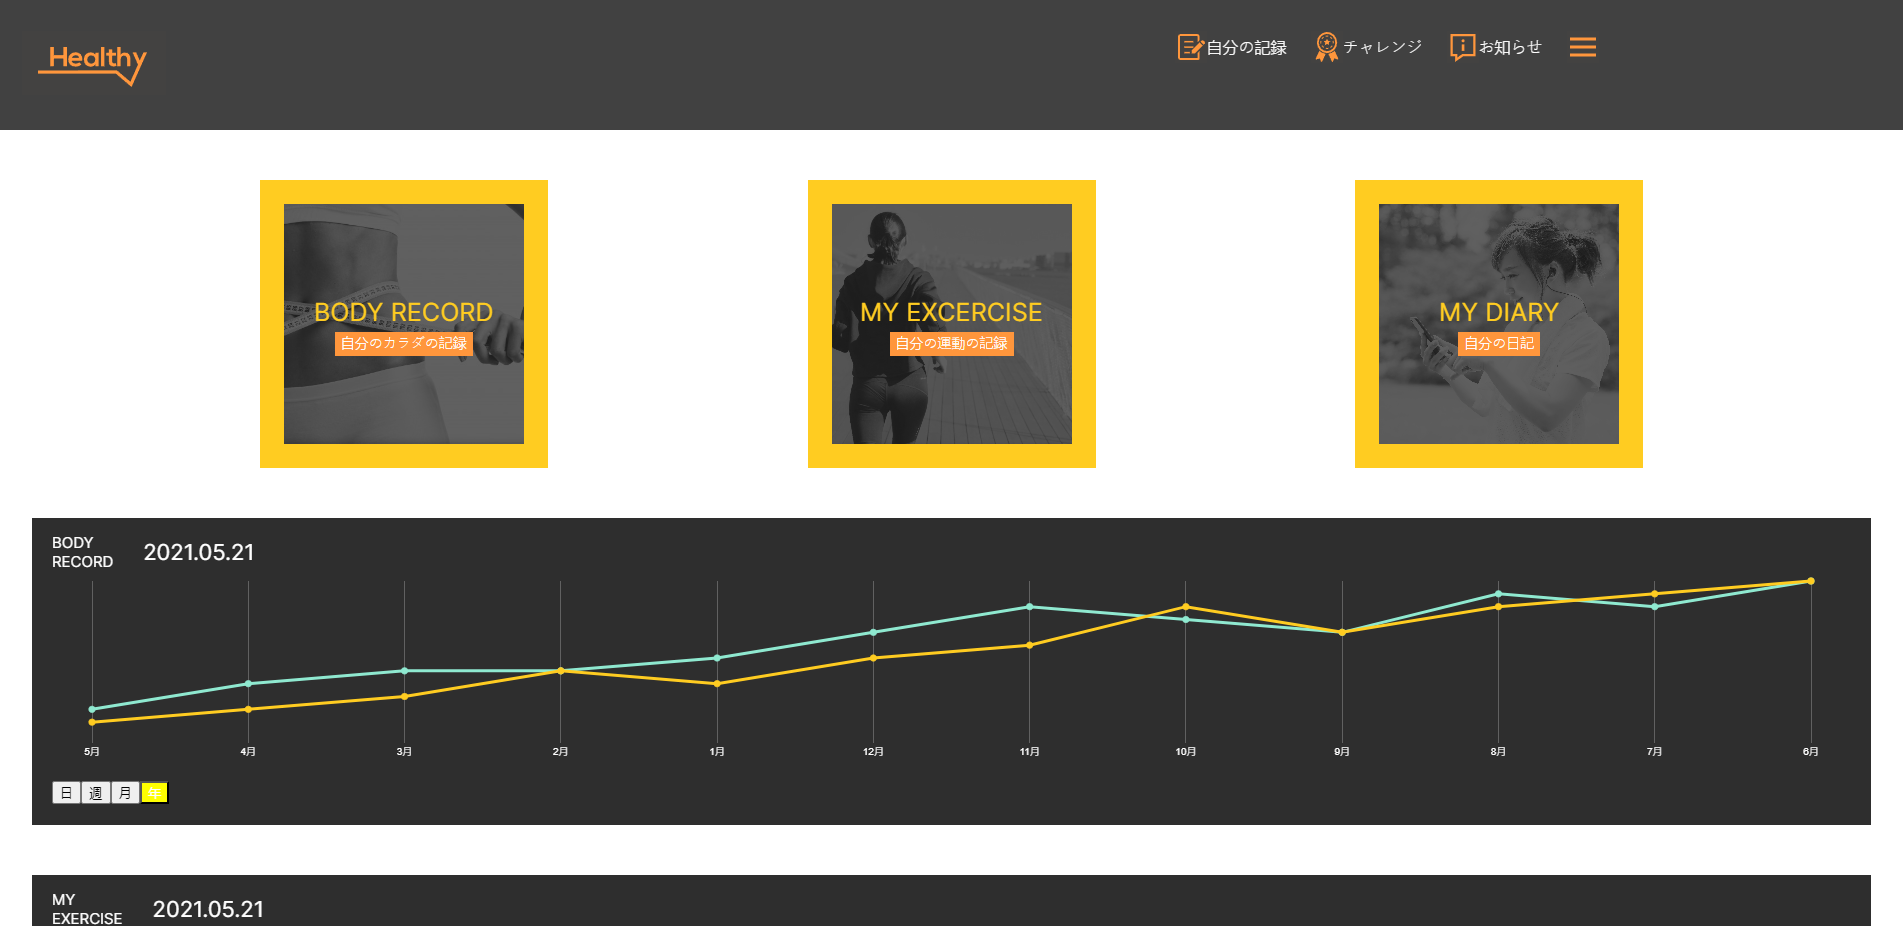 Healthy
自分の記録
チャレンジ
お知らせ
BODY RECORD
自分のカラダの記録
MY EXCERCISE
自分の運動の記録
MY DIARY
自分の日記
BODY
RECORD
2021.05.21
5月 4月 3月 2月 1月 12月 11月 10月 9月 8月 7月 6月
日 週 月 年
MY
EXERCISE
2021.05.21